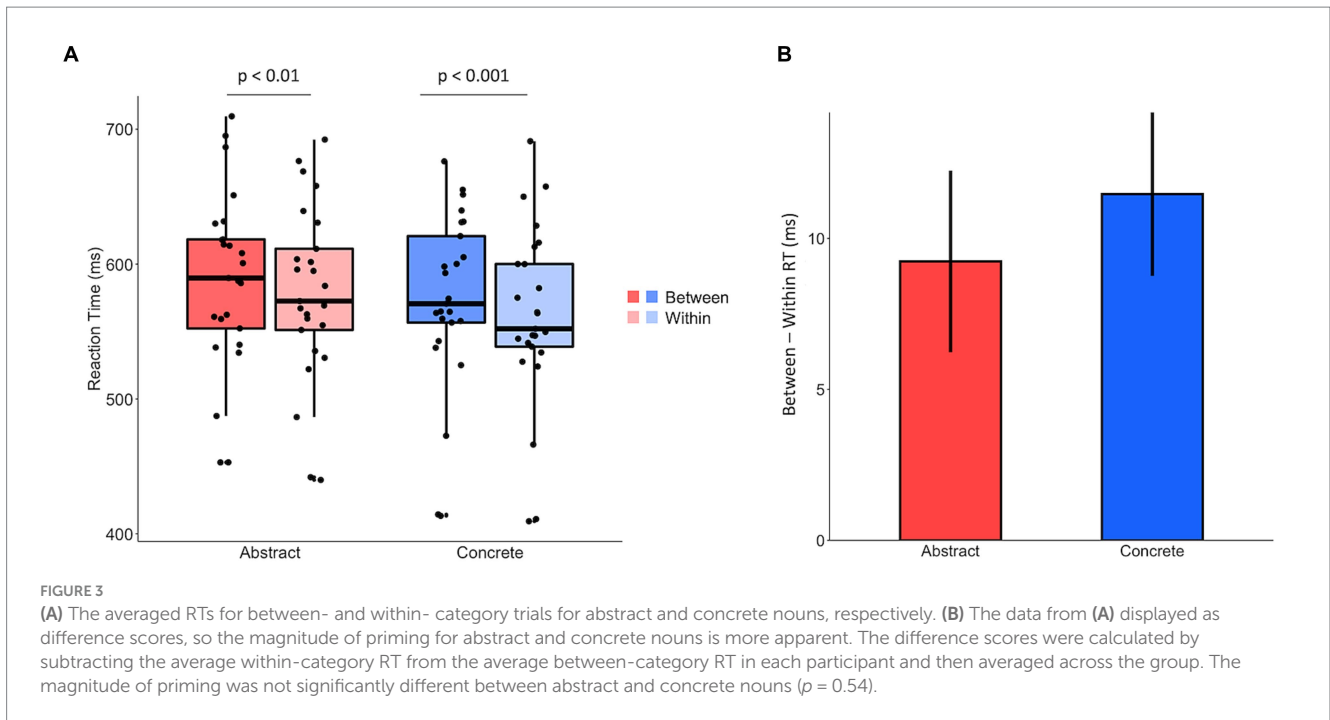 A
p < 0.01
p < 0.001
700
600
500
400
Reaction Time (ms)
Abstract
Concrete
Between
Within
B
10
5
0
Between – Within RT (ms)
Abstract
Concrete
FIGURE 3
(A) The averaged RTs for between- and within- category trials for abstract and concrete nouns, respectively. (B) The data from (A) displayed as
difference scores, so the magnitude of priming for abstract and concrete nouns is more apparent. The difference scores were calculated by
subtracting the average within-category RT from the average between-category RT in each participant and then averaged across the group. The
magnitude of priming was not significantly different between abstract and concrete nouns (p = 0.54).